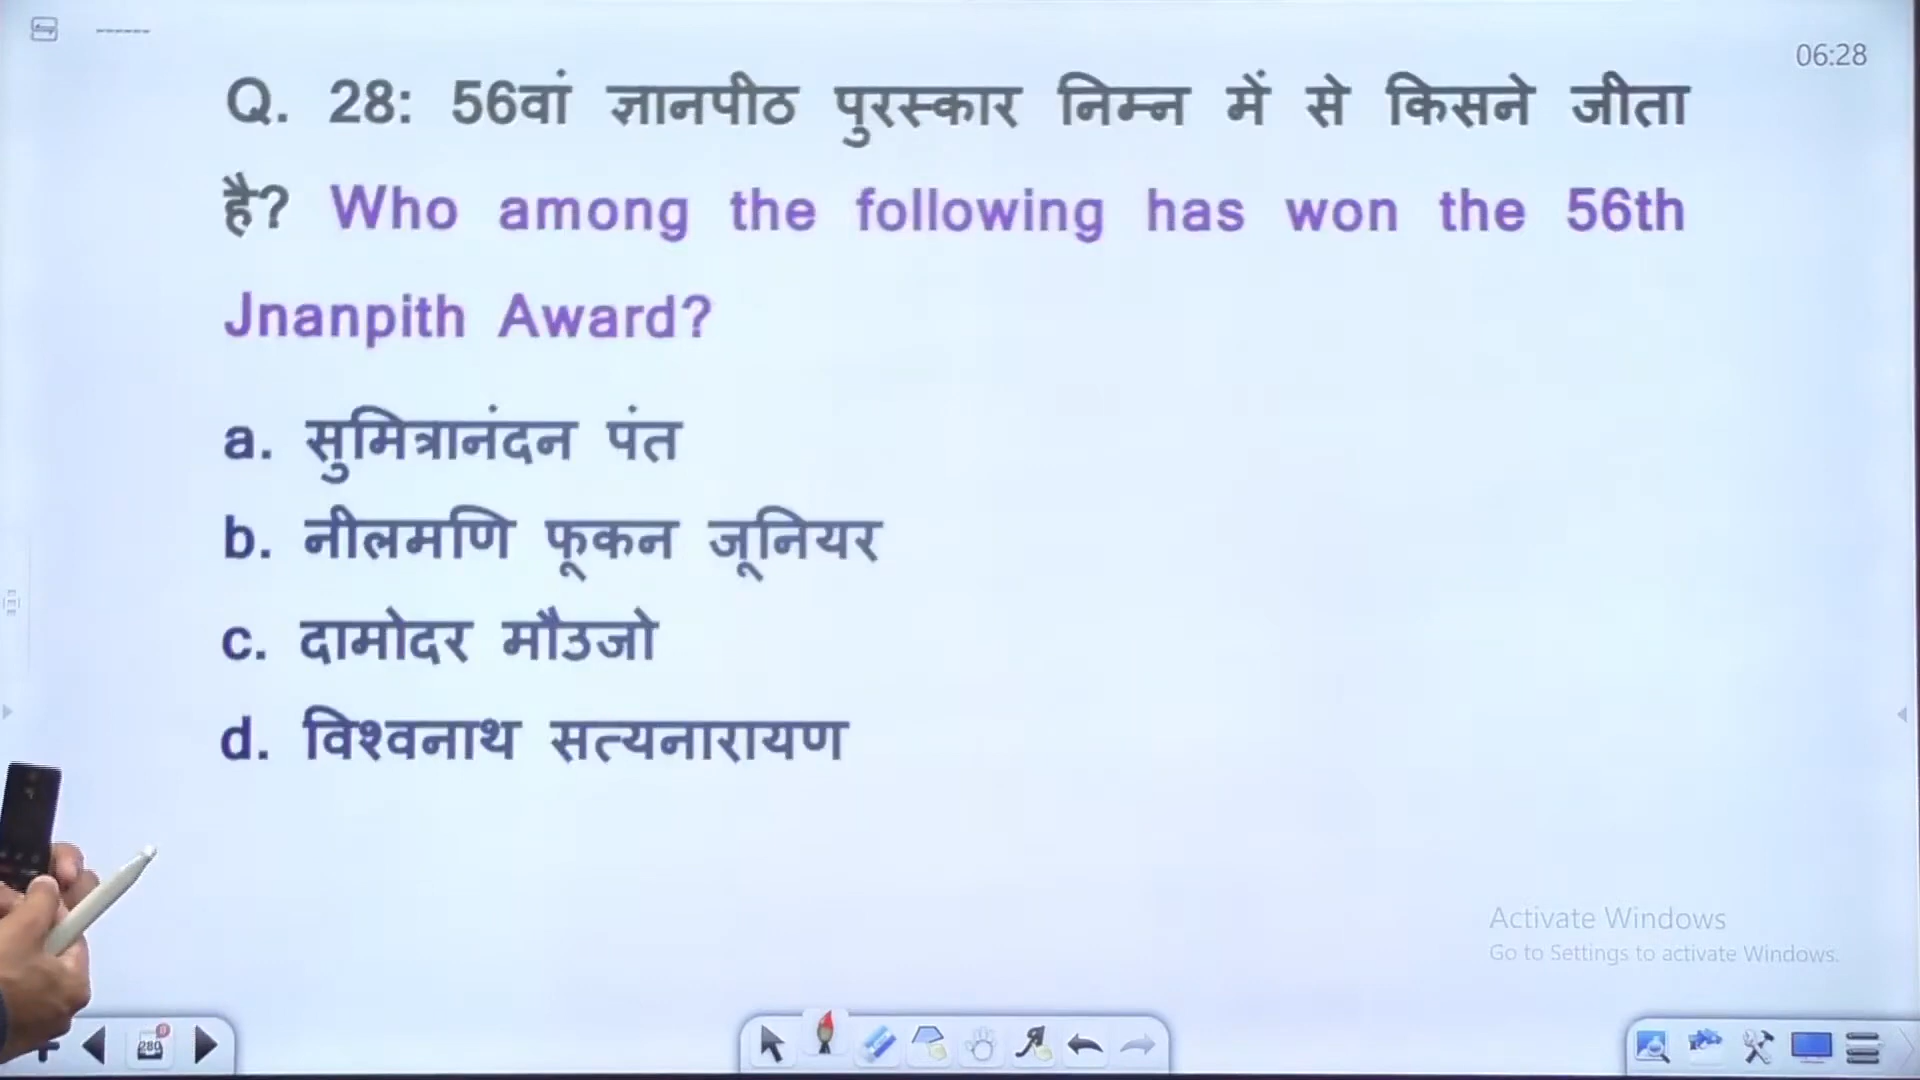 06:28
Q. 28: 56वां ज्ञानपीठ पुरस्कार निम्न में से किसने जीता
है? Who among the following has won the 56th
Jnanpith Award?
a. सुमित्रानंदन पंत
b. नीलमणि फूकन जूनियर
c. दामोदर मौउजो
d. विश्वनाथ सत्यनारायण
Activate Windows
Go to Settings to activate Windows.
280